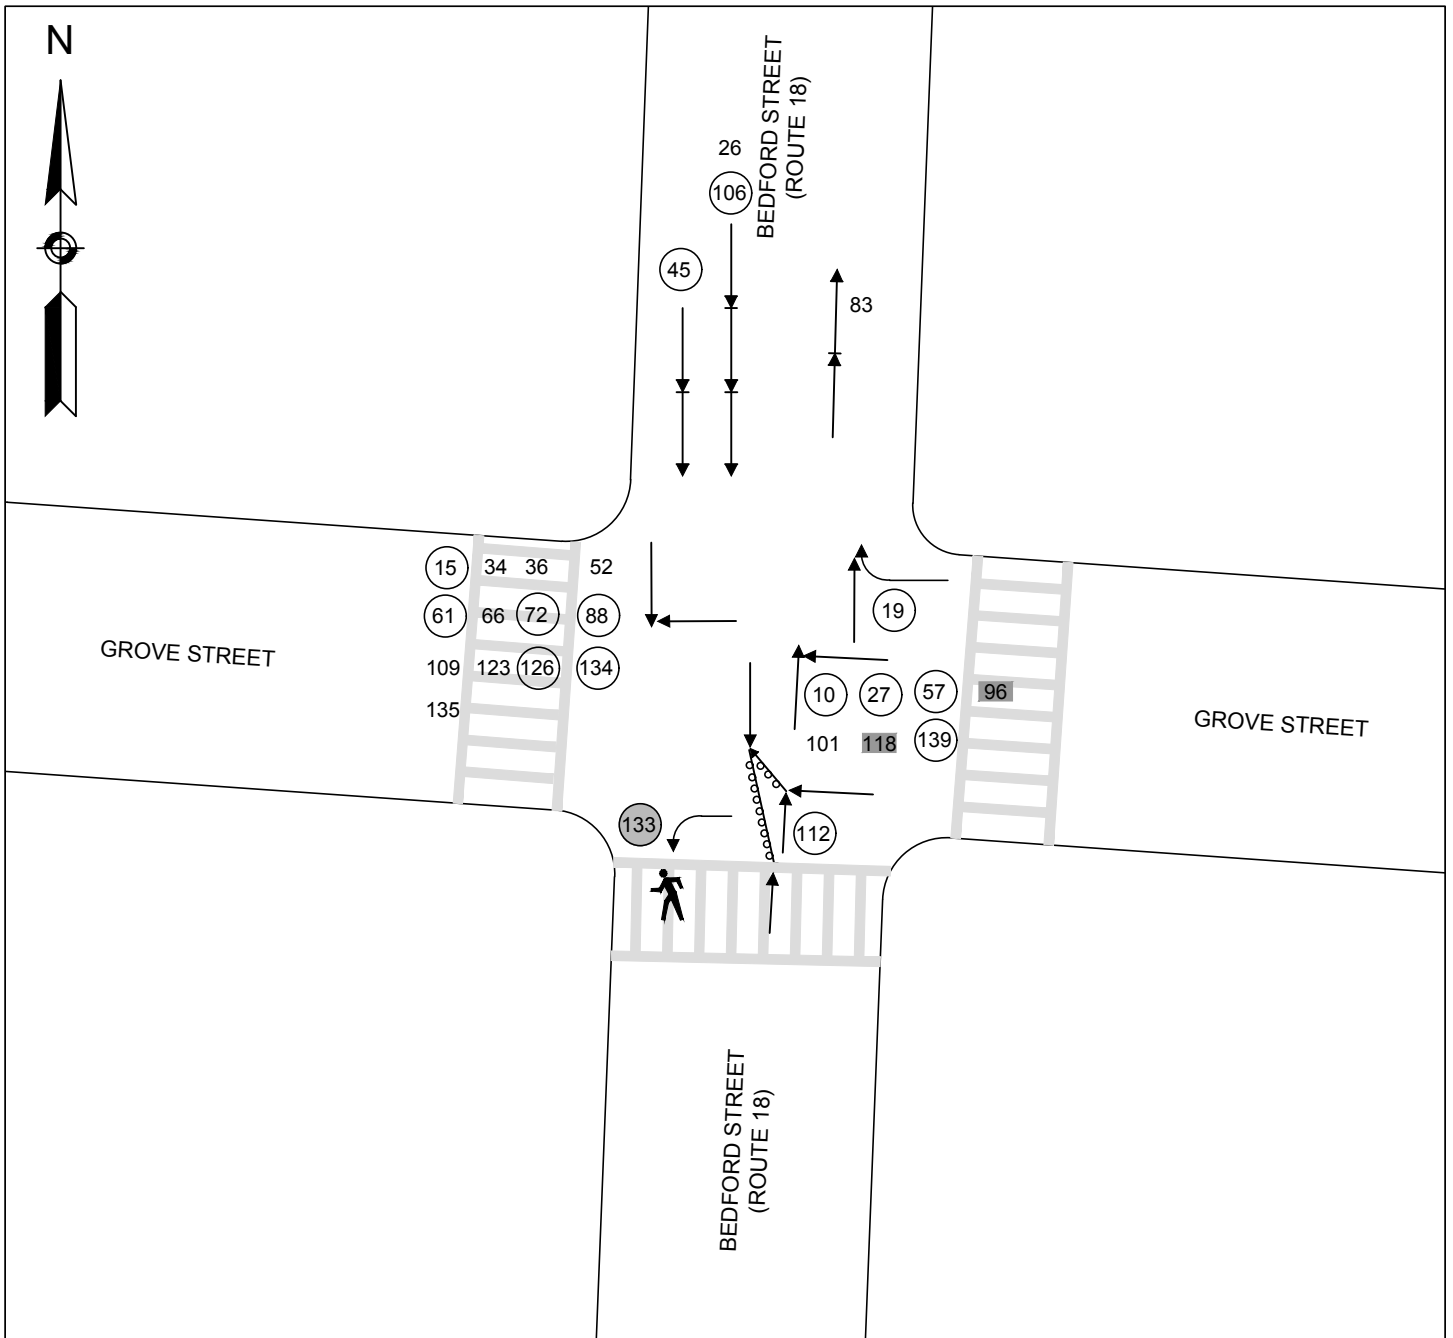 N
BEDFORD STREET
(ROUTE 18)
26
106
45
83
15 34 36 52
61 66 72 88
109 123 126 134
135
19
GROVE STREET
10 27 57 96
101 118 139
GROVE STREET
133
112
BEDFORD STREET
(ROUTE 18)